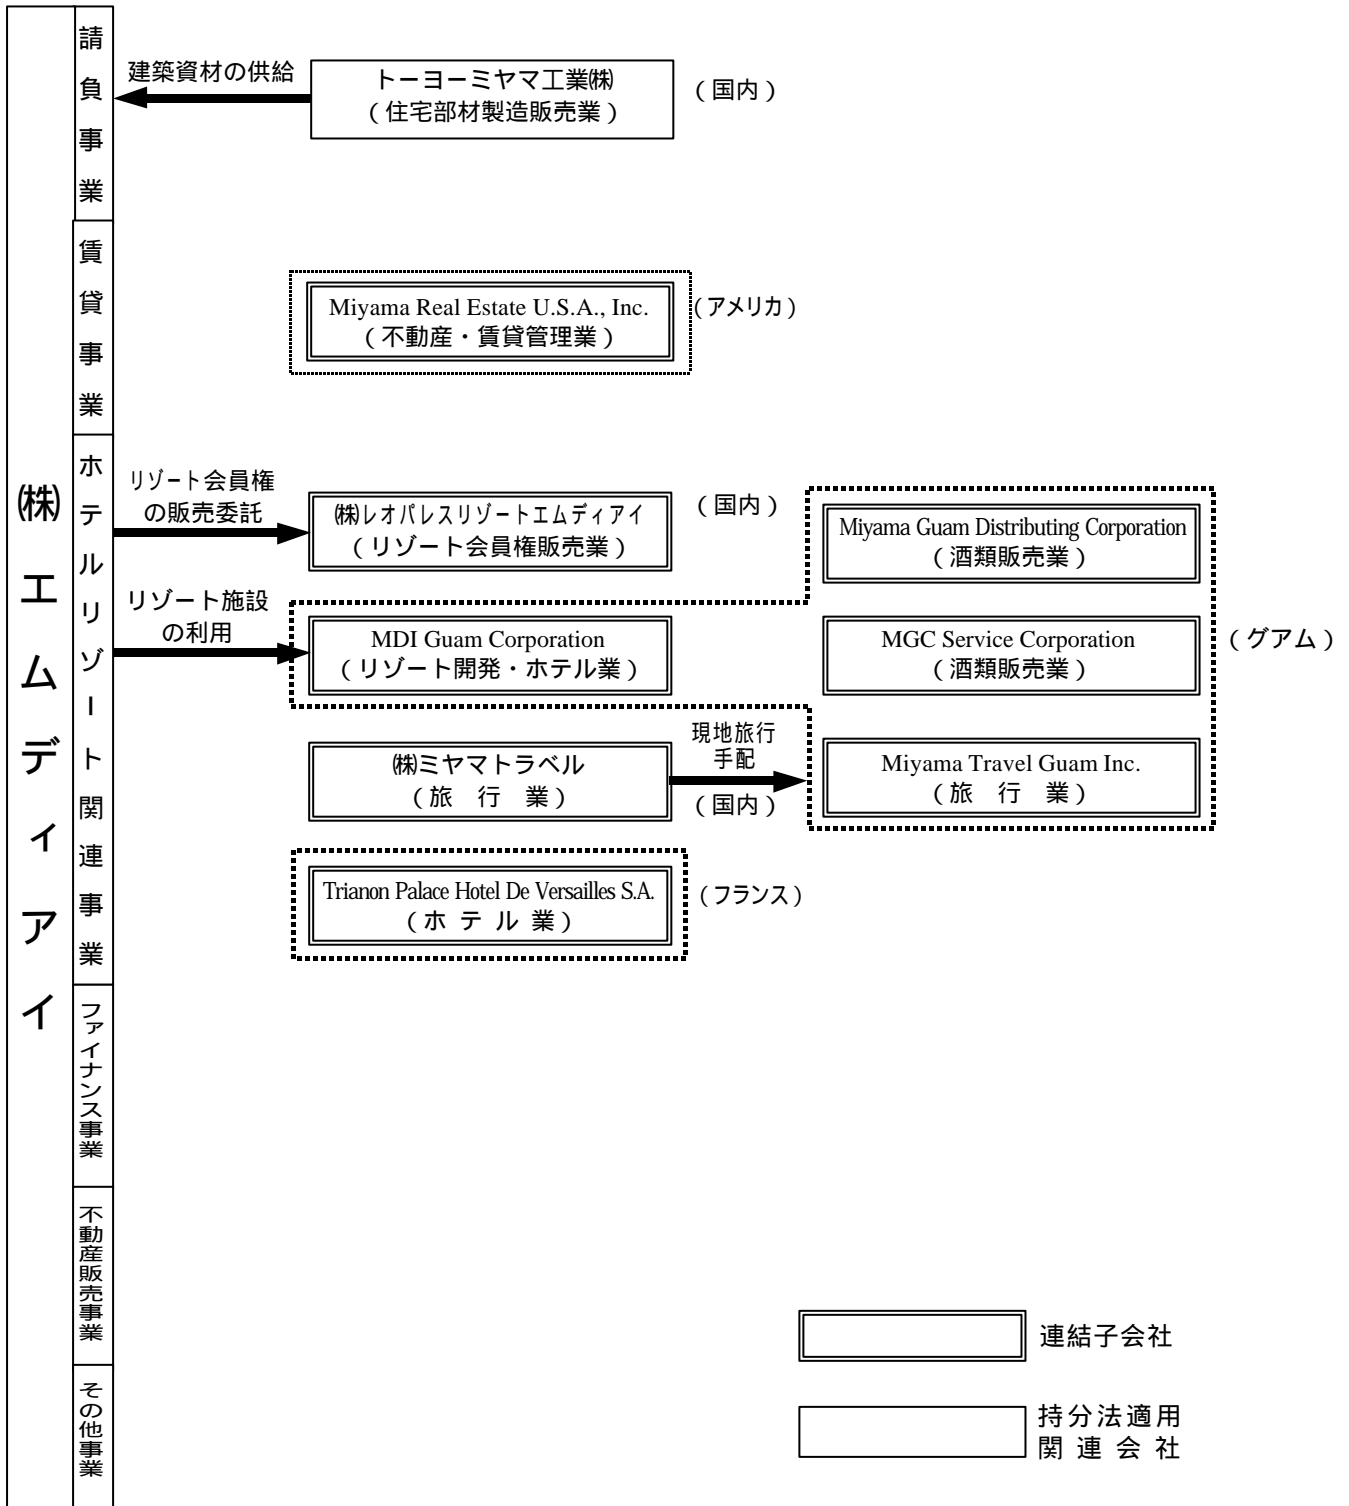 ㈱エムディアイ
請負事業
建築資材の供給
トーヨーミヤマ工業㈱
(住宅部材製造販売業)
(国内)
賃貸事業
Miyama Real Estate U.S.A., Inc.
(不動産・賃貸管理業)
(アメリカ)
ホテルリゾート関連事業
リゾート会員権
の販売委託
㈱レオパレスリゾートエムディアイ
(リゾート会員権販売業)
(国内)
Miyama Guam Distributing Corporation
(酒類販売業)
リゾート施設
の利用
MDI Guam Corporation
(リゾート開発・ホテル業)
MGC Service Corporation
(酒類販売業)
(グアム)
㈱ミヤマトラベル
(旅 行 業)
現地旅行
手配
(国内)
Miyama Travel Guam Inc.
(旅 行 業)
Trianon Palace Hotel De Versailles S.A.
(ホ テ ル 業)
(フランス)
ファイナンス事業
不動産販売事業
その他事業
連結子会社
持分法適用
関 連 会 社